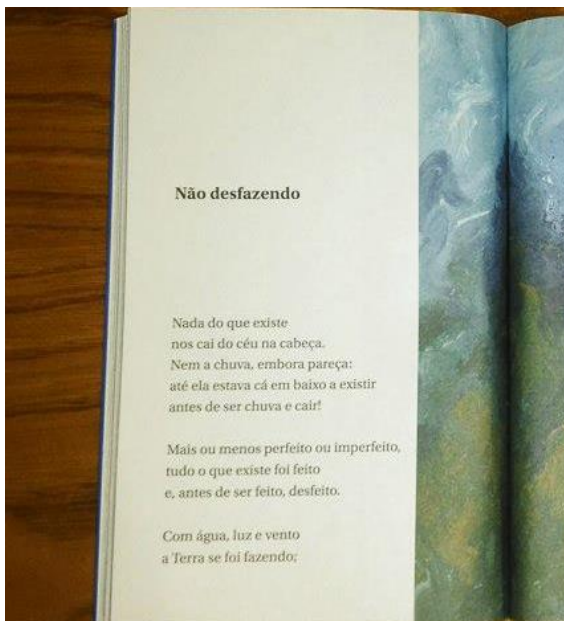 Não desfazendo
Nada do que existe
nos cai do céu na cabeça.
Nem a chuva, embora pareça:
até ela estava cá em baixo a existir
antes de ser chuva e cair!
Mais ou menos perfeito ou imperfeito,
tudo o que existe foi feito
e, antes de ser feito, desfeito.
Com água, luz e vento
a Terra se foi fazendo;